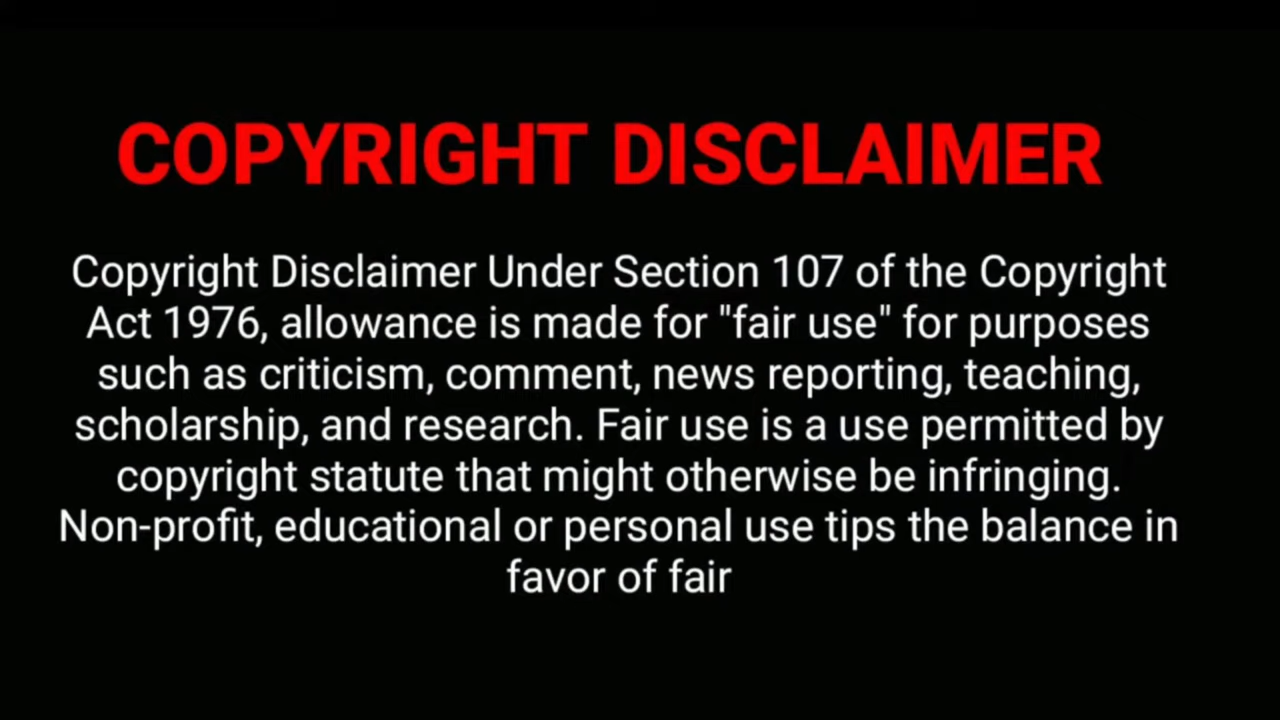 COPYRIGHT DISCLAIMER
Copyright Disclaimer Under Section 107 of the Copyright
Act 1976, allowance is made for "fair use" for purposes
such as criticism, comment, news reporting, teaching,
scholarship, and research. Fair use is a use permitted by
copyright statute that might otherwise be infringing.
Non-profit, educational or personal use tips the balance in
favor of fair